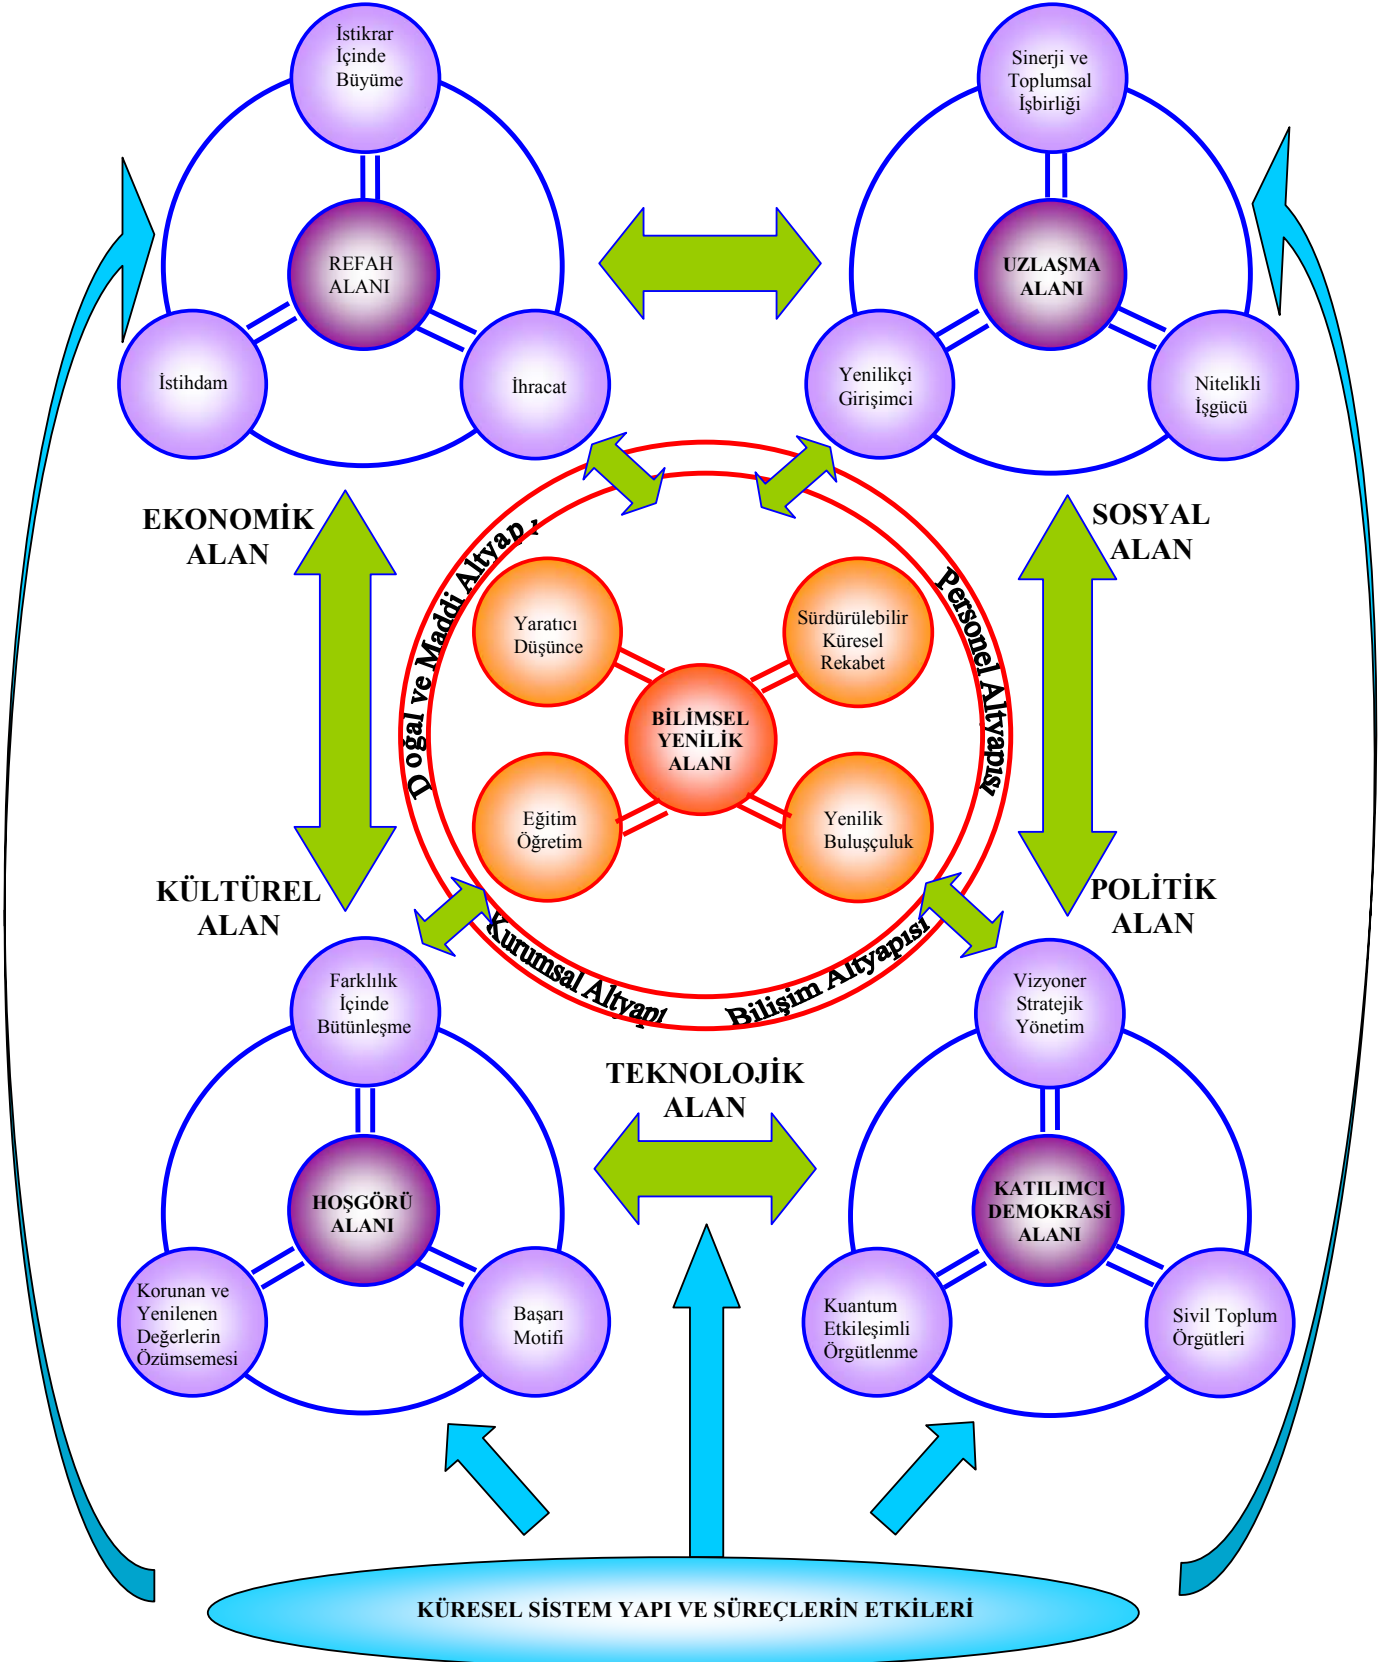 İstikrar
İçinde
Büyüme
Sinerji ve
Toplumsal
İşbirliği
REFAH
ALANI
UZLAŞMA
ALANI
İstihdam
İhracat
Yenilikçi
Girişimci
Nitelikli
İşgücü
EKONOMİK
ALAN
SOSYAL
ALAN
Doğal ve Maddi Altyapı
Personel Altyapısy
Yaratıcı
Düşünce
Sürdürülebilir
Küresel
Rekabet
BİLİMSEL
YENİLİK
ALANI
Eğitim
Öğretim
Yenilik
Buluşçuluk
KÜLTÜREL
ALAN
POLİTİK
ALAN
Kurumsal Altyapı
Bilişim Altyapısı
Farklılık
İçinde
Bütünleşme
Vizyoner
Stratejik
Yönetim
TEKNOLOJİK
ALAN
HOŞGÖRÜ
ALANI
KATILIMCI
DEMOKRASİ
ALANI
Korunan ve
Yenilenen
Değerlerin
Özümsemesi
Başarı
Motifi
Kuantum
Etkileşimli
Örgütlenme
Sivil Toplum
Örgütleri
KÜRESEL SİSTEM YAPI VE SÜREÇLERİN ETKİLERİ